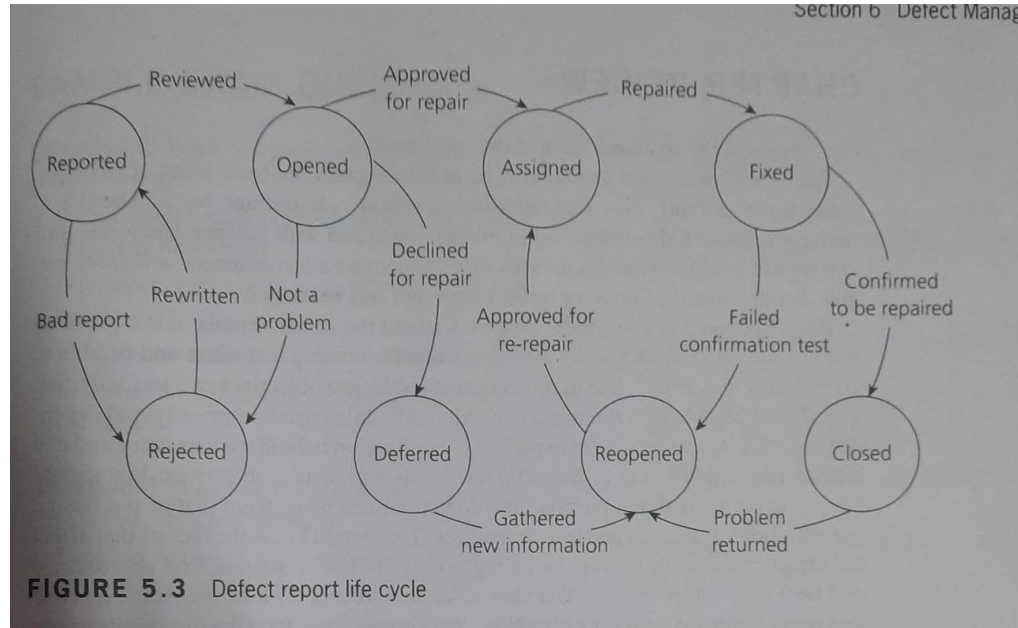 Section 6 Defect Manag
Reviewed
Approved
for repair
Repaired
Reported
Opened
Assigned
Fixed
Declined
for repair
Bad report
Rewritten
Not a
problem
Approved for
re-repair
Failed
confirmation test
Confirmed
to be repaired
Rejected
Deferred
Reopened
Closed
Gathered
new information
Problem
returned
FIGURE 5.3 Defect report life cycle